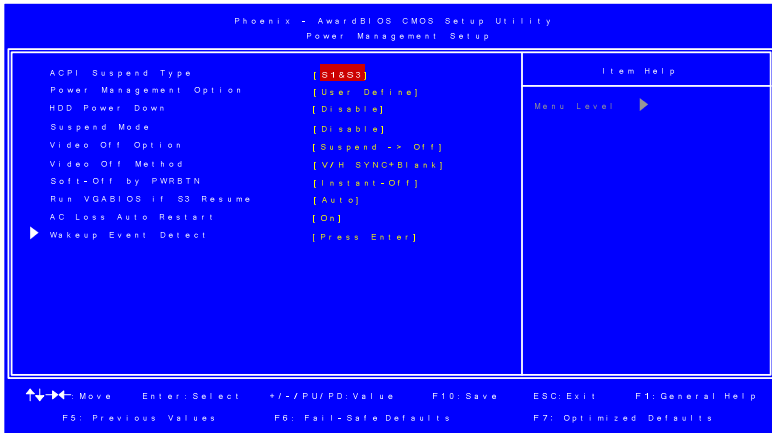 Phoenix - AwardBIOS CMOS Setup Utility
Power Management Setup
ACPI Suspend Type [S1&S3]
Power Management Option [User Define]
HDD Power Down [Disable]
Suspend Mode [Disable]
Video Off Option [Suspend -> Off]
Video Off Method [V/H SYNC+Blank]
Soft-Off by PWRBTN [Instant-Off]
Run VGABIOS if S3 Resume [Auto]
AC Loss Auto Restart [On]
Wakeup Event Detect [Press Enter]
Item Help
Menu Level
: Move Enter:Select +/-/PU/PD:Value F10:Save ESC:Exit F1:General Help
F5: Previous Values F6: Fail-Safe Defaults F7: Optimized Defaults